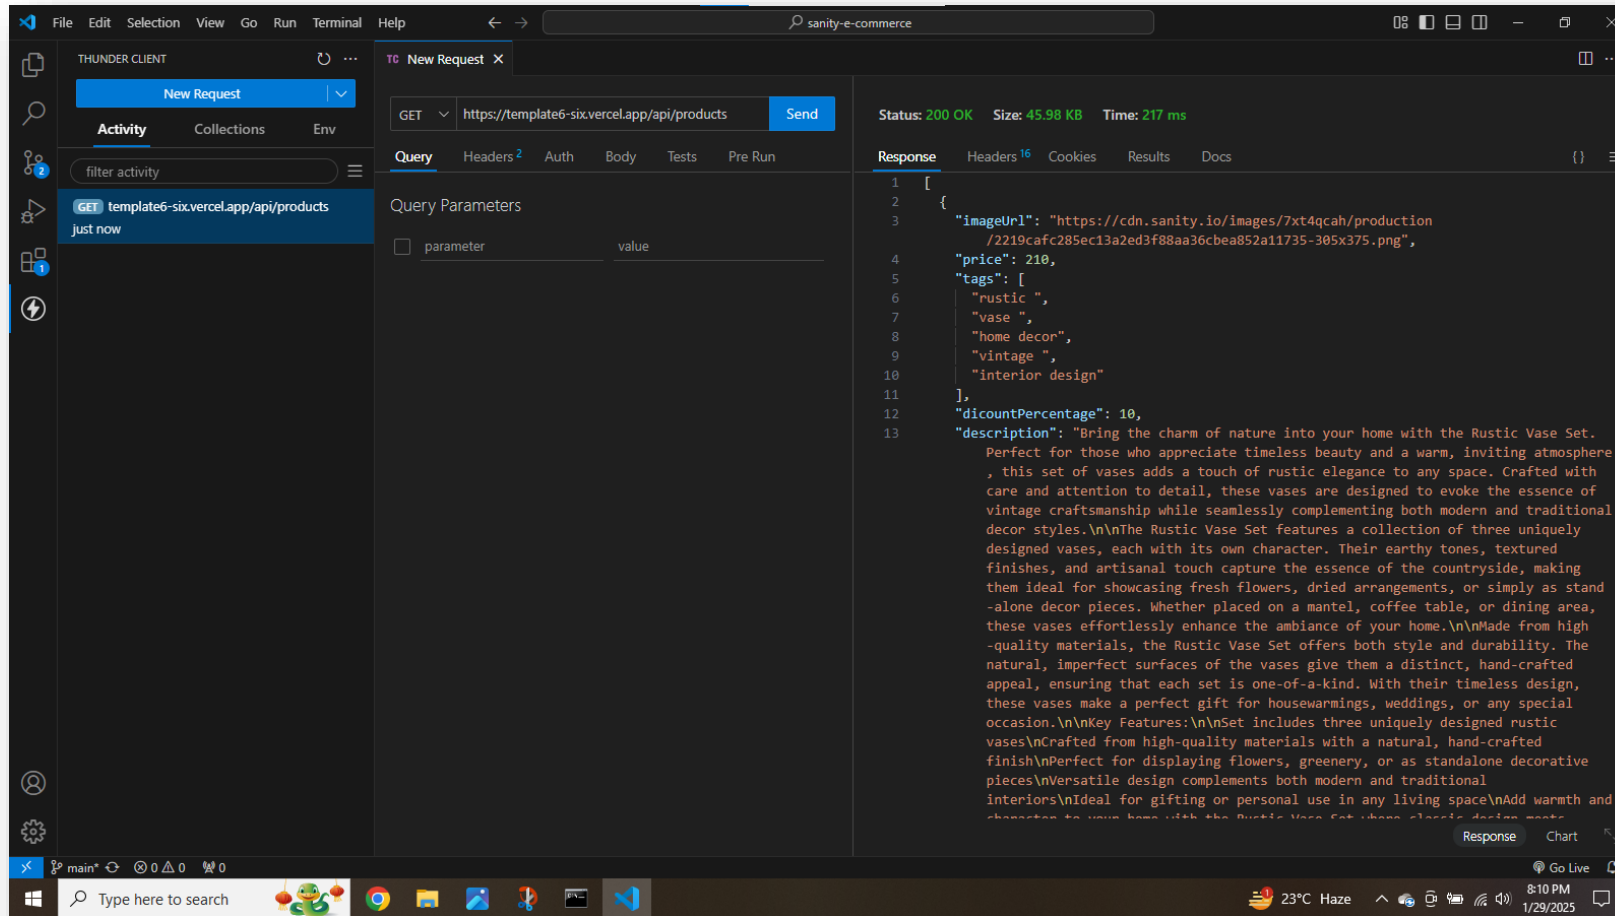 File Edit Selection View Go Run Terminal Help
sanity-e-commerce
THUNDER CLIENT
New Request
Activity Collections Env
filter activity
GET template6-six.vercel.app/api/products
just now
TC New Request
GET https://template6-six.vercel.app/api/products Send
Query Headers 2 Auth Body Tests Pre Run
Query Parameters
parameter value
Status: 200 OK Size: 45.98 KB Time: 217 ms
Response Headers 16 Cookies Results Docs {}
1 [
2 {
3 "imageUrl": "https://cdn.sanity.io/images/7xt4qcah/production
/2219cafc285ec13a2ed3f88aa36cbea852a11735-305x375.png",
4 "price": 210,
5 "tags": [
6 "rustic ",
7 "vase ",
8 "home decor",
9 "vintage ",
10 "interior design"
11 ],
12 "dicountPercentage": 10,
13 "description": "Bring the charm of nature into your home with the Rustic Vase Set.
Perfect for those who appreciate timeless beauty and a warm, inviting atmosphere
, this set of vases adds a touch of rustic elegance to any space. Crafted with
care and attention to detail, these vases are designed to evoke the essence of
vintage craftsmanship while seamlessly complementing both modern and traditional
decor styles.\n\nThe Rustic Vase Set features a collection of three uniquely
designed vases, each with its own character. Their earthy tones, textured
finishes, and artisanal touch capture the essence of the countryside, making
them ideal for showcasing fresh flowers, dried arrangements, or simply as stand
-alone decor pieces. Whether placed on a mantel, coffee table, or dining area,
these vases effortlessly enhance the ambiance of your home.\n\nMade from high
-quality materials, the Rustic Vase Set offers both style and durability. The
natural, imperfect surfaces of the vases give them a distinct, hand-crafted
appeal, ensuring that each set is one-of-a-kind. With their timeless design,
these vases make a perfect gift for housewarmings, weddings, or any special
occasion.\n\nKey Features:\n\nSet includes three uniquely designed rustic
vases\nCrafted from high-quality materials with a natural, hand-crafted
finish\nPerfect for displaying flowers, greenery, or as standalone decorative
pieces\nVersatile design complements both modern and traditional
interiors\nIdeal for gifting or personal use in any living space\nAdd warmth and
character to your home with the Rustic Vase Set where classic design meets
Response Chart
2
1
main* 0 0 0
Go Live
Type here to search
1
23°C Haze
8:10 PM
1/29/2025